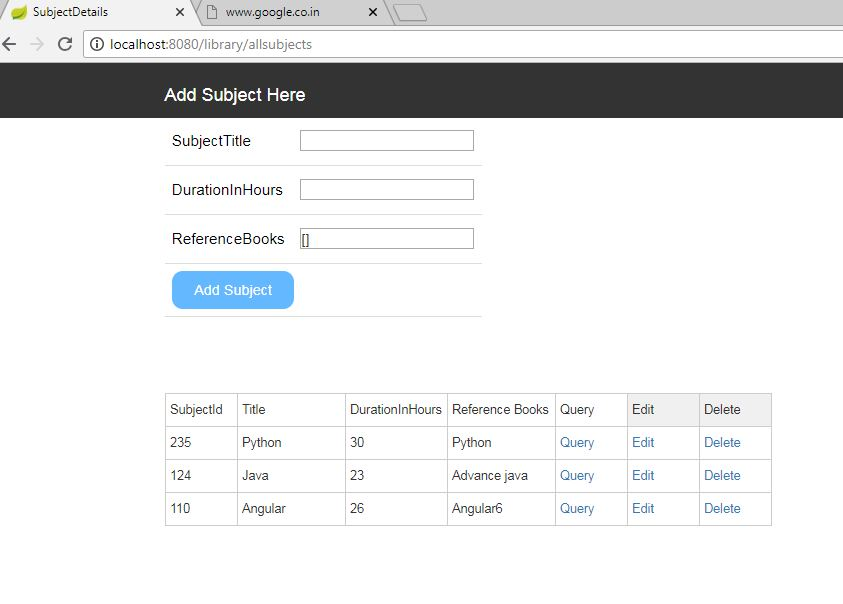 SubjectDetails
www.google.co.in
localhost:8080/library/allsubjects
Add Subject Here
SubjectTitle
DurationInHours
ReferenceBooks []
Add Subject
SubjectId Title DurationInHours Reference Books Query Edit Delete
235 Python 30 Python Query Edit Delete
124 Java 23 Advance java Query Edit Delete
110 Angular 26 Angular6 Query Edit Delete